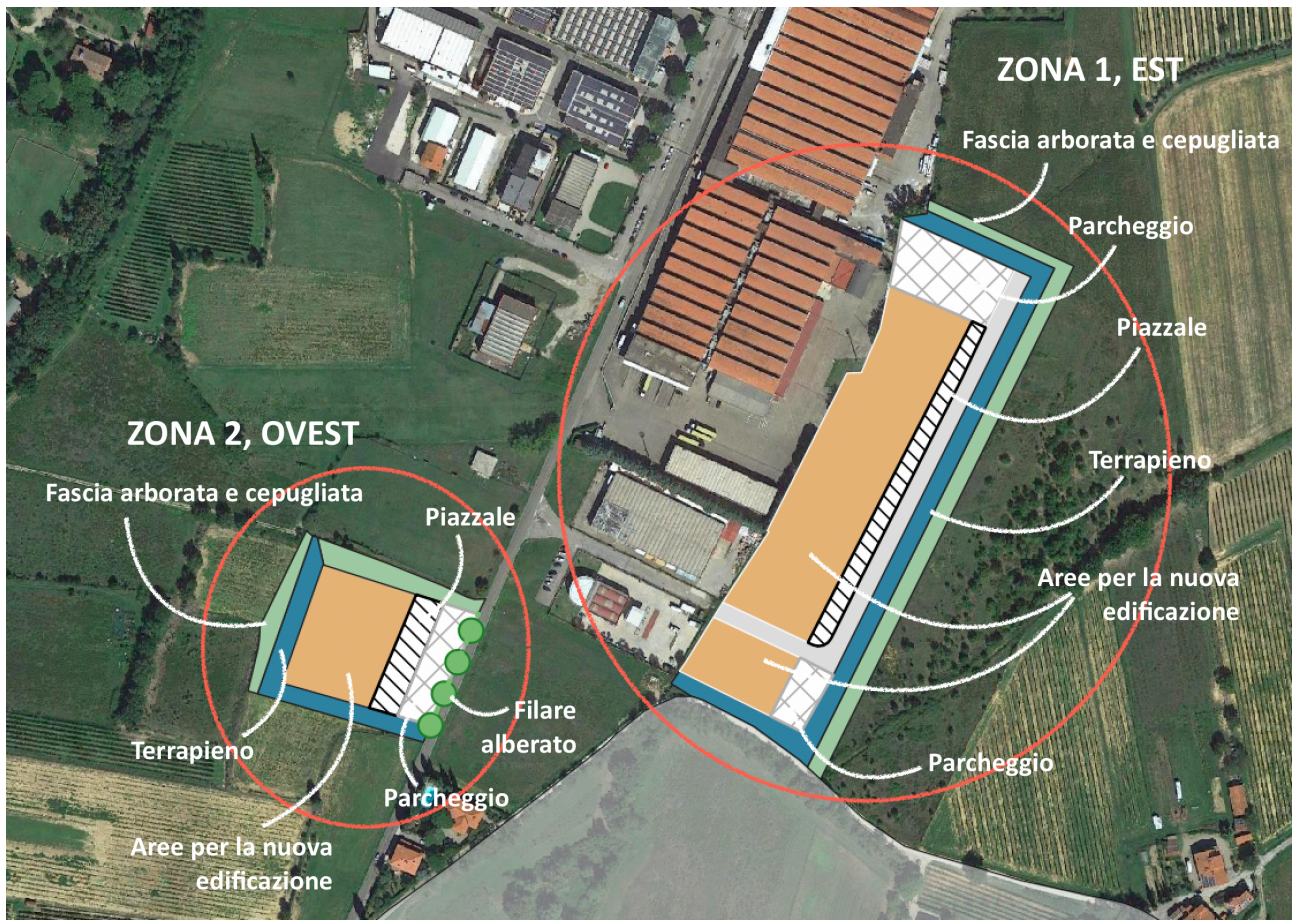 ZONA 1, EST
Fascia arborata e cepugliata
Parcheggio
Piazzale
Terrapieno
Aree per la nuova
edificazione
Parcheggio
ZONA 2, OVEST
Fascia arborata e cepugliata
Piazzale
Filare
alberato
Terrapieno
Parcheggio
Aree per la nuova
edificazione